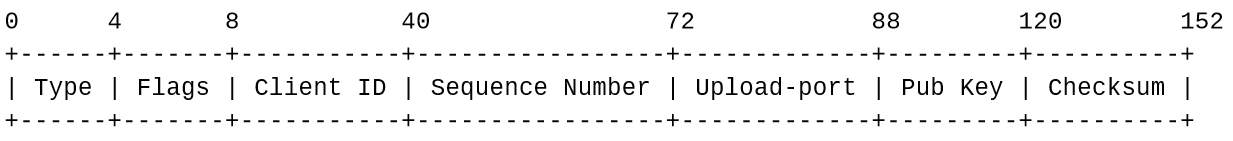 0      4       8           40                72            88        120        152
+------+-------+-----------+-----------------+-------------+---------+----------+
| Type | Flags | Client ID | Sequence Number | Upload-port | Pub Key | Checksum |
+------+-------+-----------+-----------------+-------------+---------+----------+